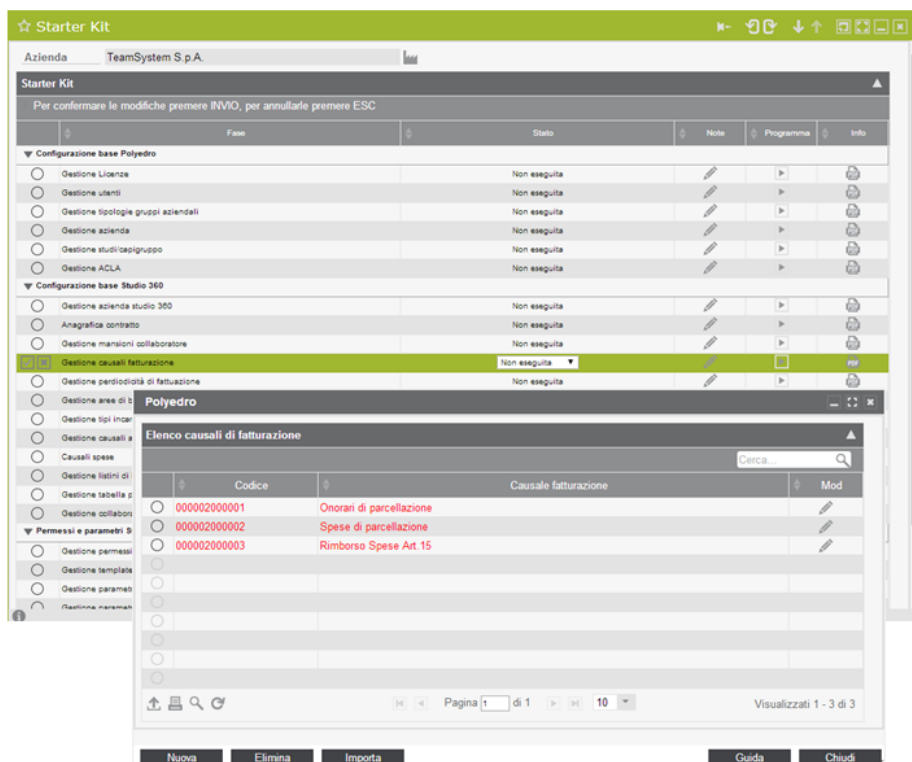 Starter Kit
Azienda TeamSystem S.p.A.
Starter Kit
Per confermare le modifiche premere INVIO, per annullarle premere ESC
Fase Stato Note Programma Info
Configurazione base Polyedro
Gestione Licenze Non eseguita
Gestione utenti Non eseguita
Gestione tipologie gruppi aziendali Non eseguita
Gestione azienda Non eseguita
Gestione studi/capigruppo Non eseguita
Gestione ACLA Non eseguita
Configurazione base Studio 360
Gestione azienda studio 360 Non eseguita
Anagrafica contratto Non eseguita
Gestione mansioni collaboratore Non eseguita
Gestione causali fatturazione Non eseguita PDF
Gestione perdiodicità di fattuazione Non eseguita
Gestione aree di b
Gestione tipi incar
Gestione causali a
Causali spese
Gestione listini di
Gestione tabella p
Gestione collabora
Permessi e parametri S
Gestione permessi
Gestione template
Gestione paramet
Gestione paramet
Polyedro
Elenco causali di fatturazione
Cerca...
Codice Causale fatturazione Mod
000002000001 Onorari di parcellazione
000002000002 Spese di parcellazione
000002000003 Rimborso Spese Art.15
Pagina 1 di 1 10 Visualizzati 1 - 3 di 3
Nuova Elimina Importa Guida Chiudi